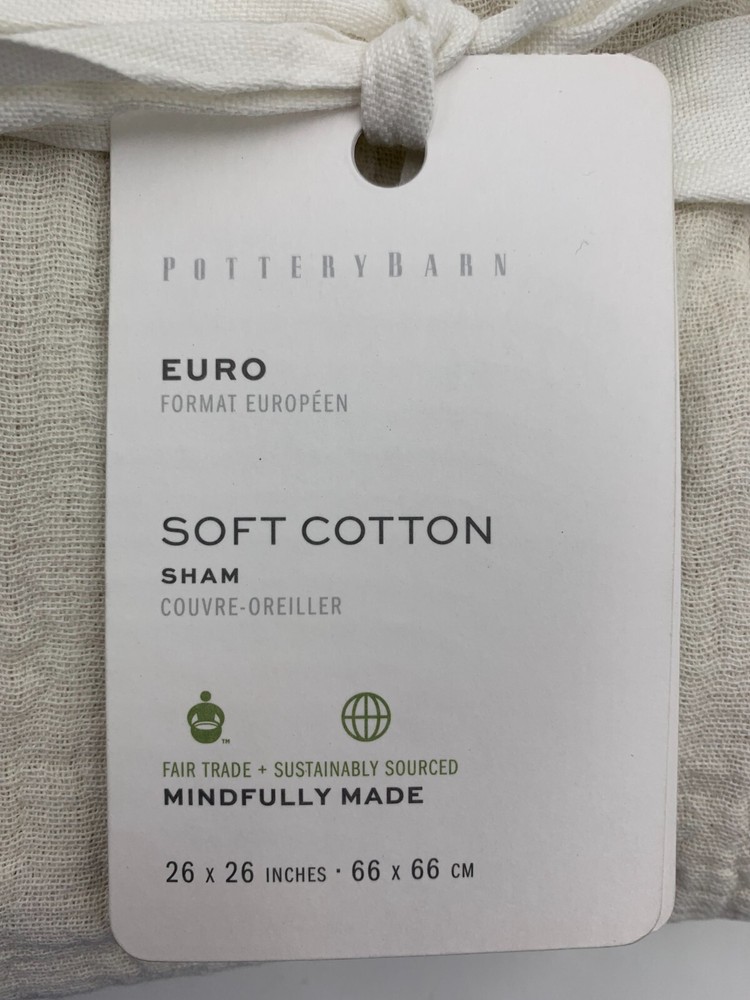 POTTERYBARN
EURO
FORMAT EUROPÉEN
SOFT COTTON
SHAM
COUVRE-OREILLER
™
FAIR TRADE + SUSTAINABLY SOURCED
MINDFULLY MADE
26 x 26 INCHES · 66 x 66 CM